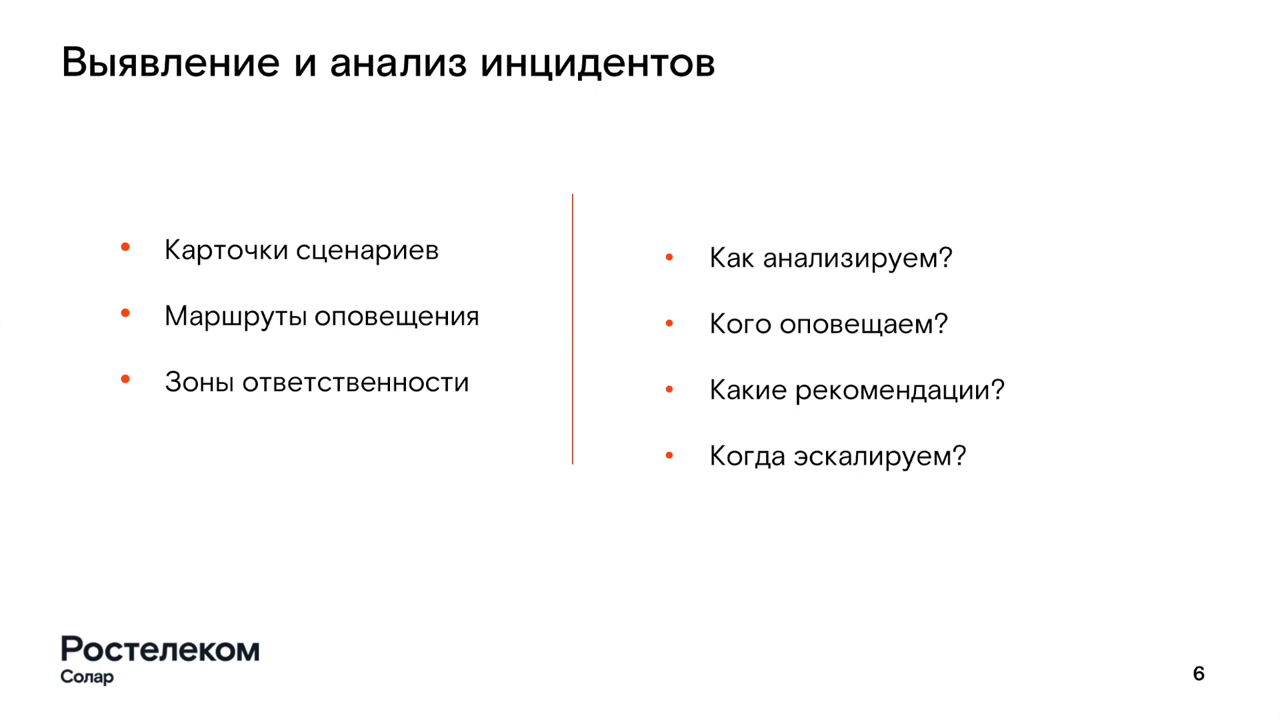 Выявление и анализ инцидентов
Карточки сценариев
Маршруты оповещения
Зоны ответственности
Как анализируем?
Кого оповещаем?
Какие рекомендации?
Когда эскалируем?
Ростелеком
Солар
6